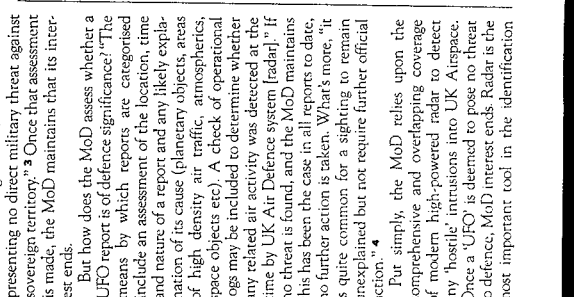 presenting no direct military threat against
sovereign territory." 3 Once that assessment
is made, the MoD maintains that its inter-
est ends.
But how does the MoD assess whether a
UFO report is of defence significance? "The
means by which reports are categorised
include an assessment of the location, time
and nature of a report and any likely expla-
nation of its cause (planetary objects, areas
of high density air traffic, atmospherics,
space objects etc). A check of operational
logs may be included to determine whether
any related air activity was detected at the
time by UK Air Defence system [radar]." If
no threat is found, and the MoD maintains
this has been the case in all reports to date,
no further action is taken. What's more, "it
is quite common for a sighting to remain
unexplained but not require further official
action." 4
Put simply, the MoD relies upon the
comprehensive and overlapping coverage
of modern high-powered radar to detect
any 'hostile' intrusions into UK Airspace.
Once a 'UFO' is deemed to pose no threat
to defence, MoD interest ends. Radar is the
most important tool in the identification